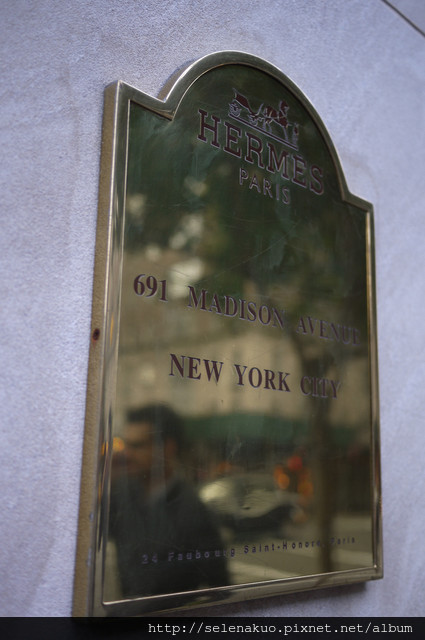 HERMÈS
PARIS
691 MADISON AVENUE
NEW YORK CITY
24 Faubourg Saint-Honoré Paris
http://selenakuo.pixnet.net/album